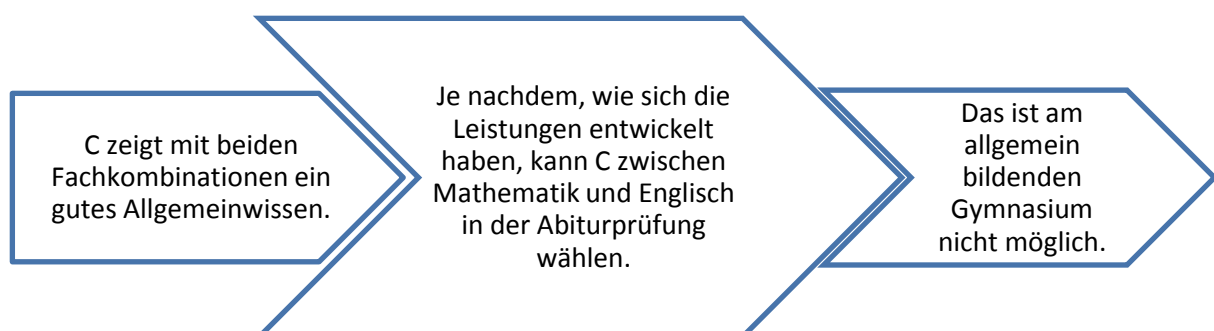 C zeigt mit beiden
Fachkombinationen ein
gutes Allgemeinwissen.
Je nachdem, wie sich die
Leistungen entwickelt
haben, kann C zwischen
Mathematik und Englisch
in der Abiturprüfung
wählen.
Das ist am
allgemein
bildenden
Gymnasium
nicht möglich.